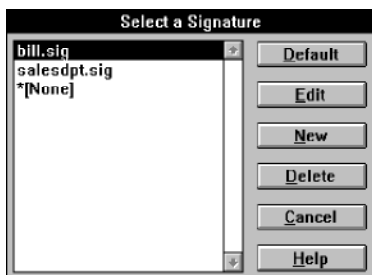 Select a Signature
bill.sig
salesdpt.sig
*[None]
Default
Edit
New
Delete
Cancel
Help